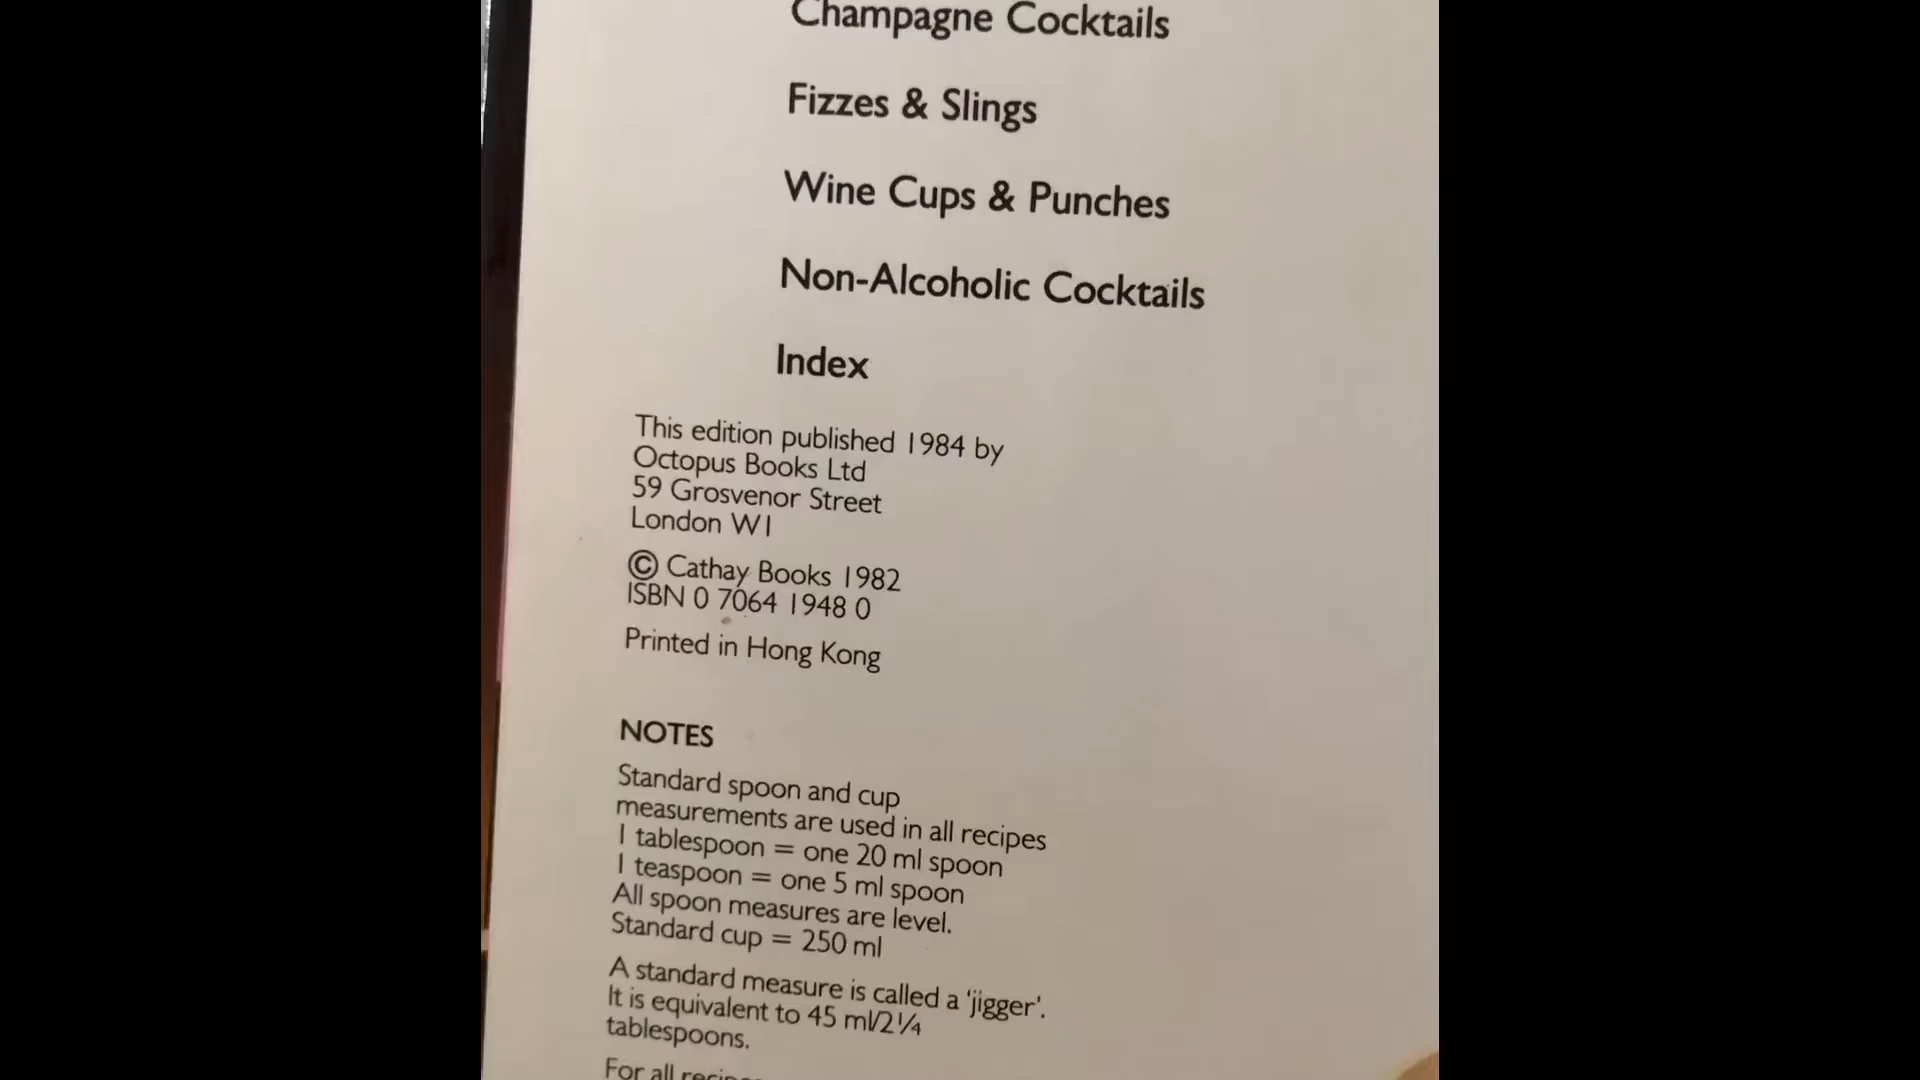 Champagne Cocktails
Fizzes & Slings
Wine Cups & Punches
Non-Alcoholic Cocktails
Index
This edition published 1984 by
Octopus Books Ltd
59 Grosvenor Street
London W1
© Cathay Books 1982
ISBN 0 7064 1948 0
Printed in Hong Kong
NOTES
Standard spoon and cup
measurements are used in all recipes
1 tablespoon = one 20 ml spoon
1 teaspoon = one 5 ml spoon
All spoon measures are level.
Standard cup = 250 ml
A standard measure is called a 'jigger'.
It is equivalent to 45 ml/2¼
tablespoons.
For all